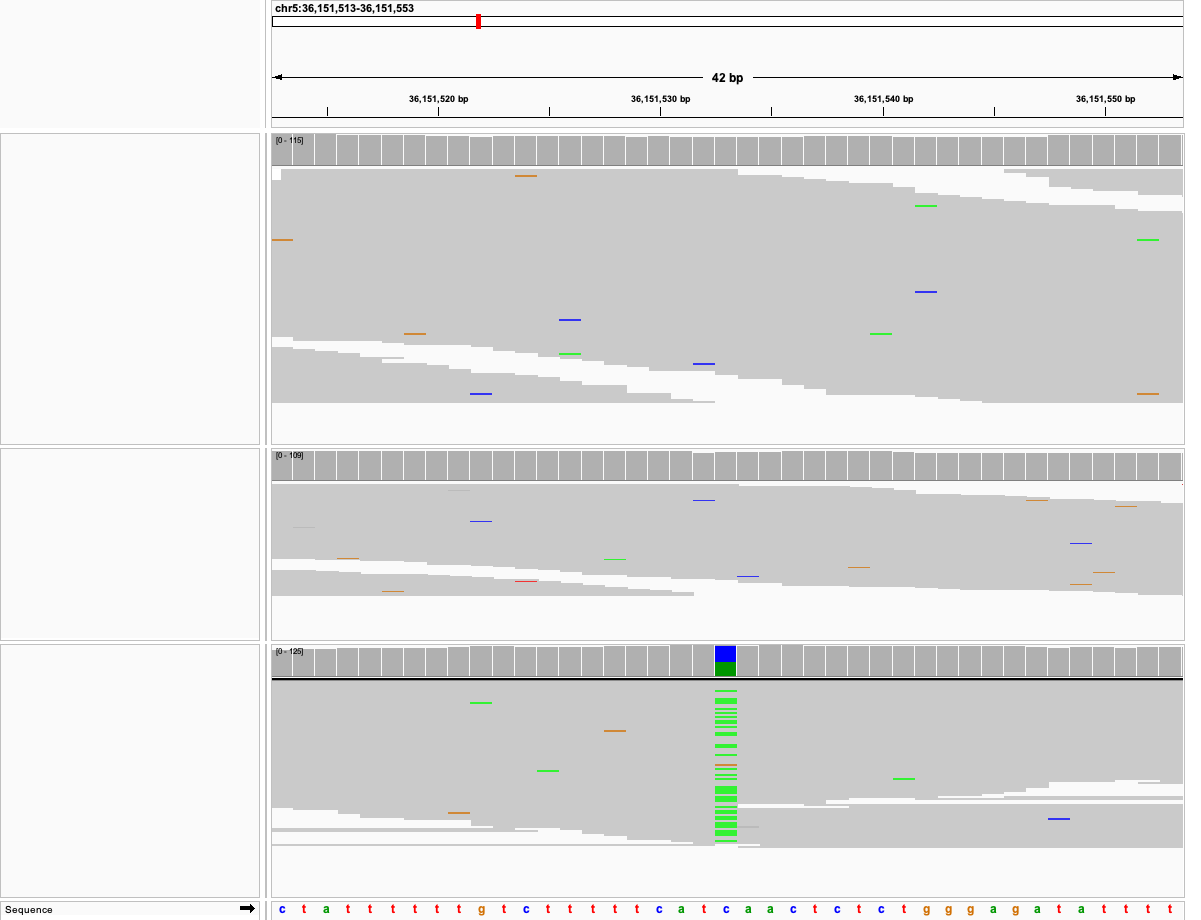 chr5:36,151,513-36,151,553
42 bp
36,151,520 bp 36,151,530 bp 36,151,540 bp 36,151,550 bp
[0 - 115]
[0 - 109]
[0 - 125]
Sequence c t a t t t t t t g t c t t t t t c a t c a a c t c t c t g g g a g a t a t t t t